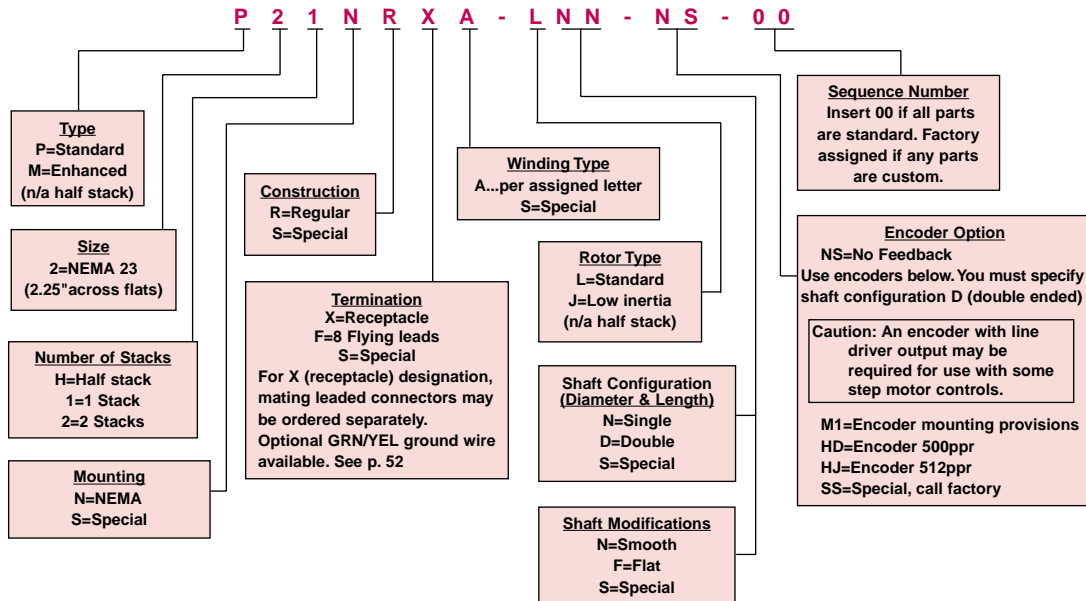 P 2 1 N R X A - L N N - N S - 0 0
Type
P=Standard
M=Enhanced
(n/a half stack)
Size
2=NEMA 23
(2.25"across flats)
Number of Stacks
H=Half stack
1=1 Stack
2=2 Stacks
Mounting
N=NEMA
S=Special
Construction
R=Regular
S=Special
Termination
X=Receptacle
F=8 Flying leads
S=Special
For X (receptacle) designation,
mating leaded connectors may
be ordered separately.
Optional GRN/YEL ground wire
available. See p. 52
Winding Type
A...per assigned letter
S=Special
Rotor Type
L=Standard
J=Low inertia
(n/a half stack)
Shaft Configuration
(Diameter & Length)
N=Single
D=Double
S=Special
Shaft Modifications
N=Smooth
F=Flat
S=Special
Sequence Number
Insert 00 if all parts
are standard. Factory
assigned if any parts
are custom.
Encoder Option
NS=No Feedback
Use encoders below. You must specify
shaft configuration D (double ended)
Caution: An encoder with line
driver output may be
required for use with some
step motor controls.
M1=Encoder mounting provisions
HD=Encoder 500ppr
HJ=Encoder 512ppr
SS=Special, call factory